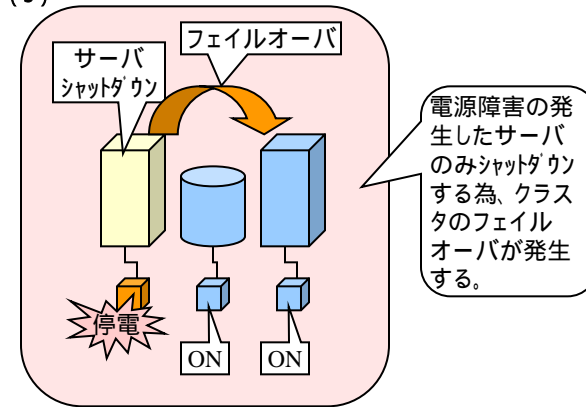 フェイルオーバ
サーバ
ｼｬｯﾄﾀﾞｳﾝ
電源障害の発
生したサーバ
のみｼｬｯﾄﾀﾞｳﾝ
する為、クラス
タのフェイル
オーバが発生
する。
停電
ON
ON